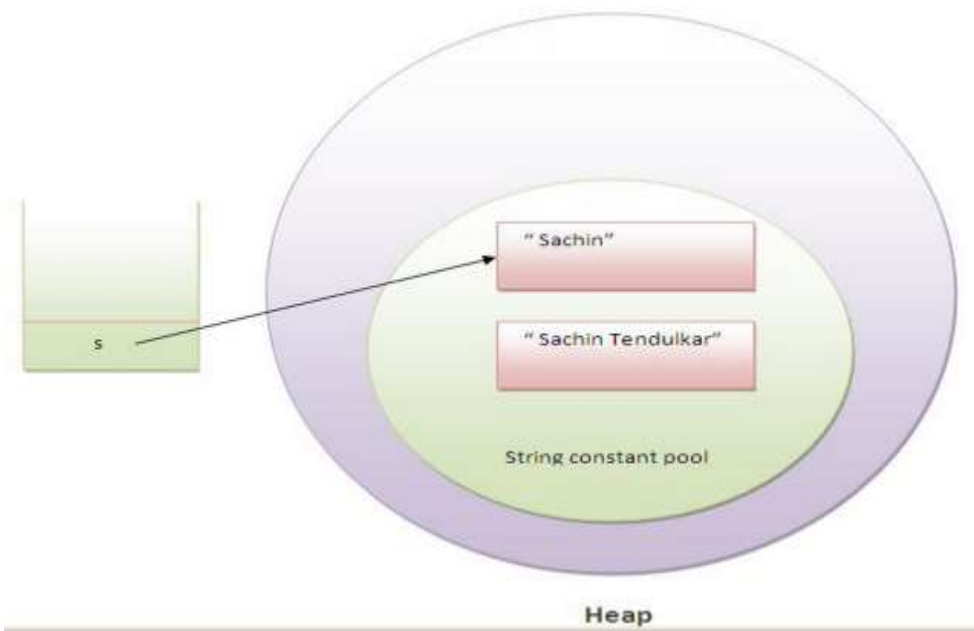 " Sachin"
s
" Sachin Tendulkar"
String constant pool
Heap